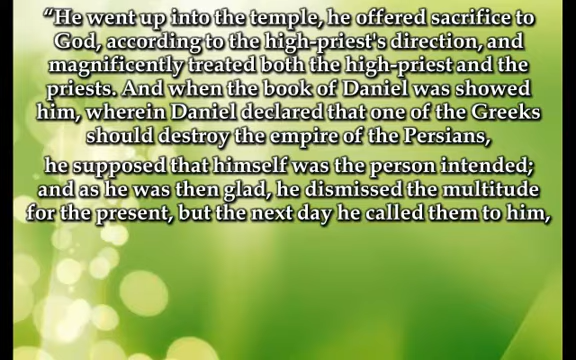 “He went up into the temple, he offered sacrifice to
God, according to the high-priest's direction, and
magnificently treated both the high-priest and the
priests. And when the book of Daniel was showed
him, wherein Daniel declared that one of the Greeks
should destroy the empire of the Persians,
he supposed that himself was the person intended;
and as he was then glad, he dismissed the multitude
for the present, but the next day he called them to him,